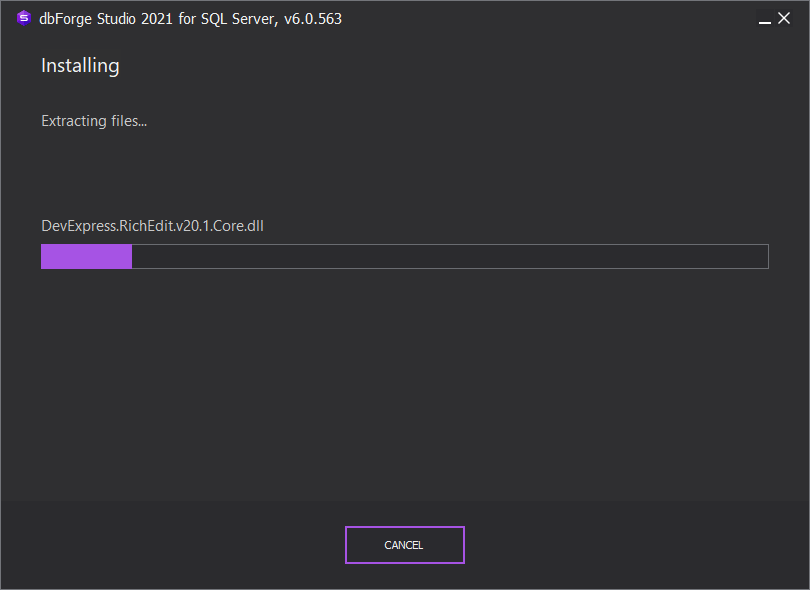 dbForge Studio 2021 for SQL Server, v6.0.563
Installing
Extracting files...
DevExpress.RichEdit.v20.1.Core.dll
CANCEL